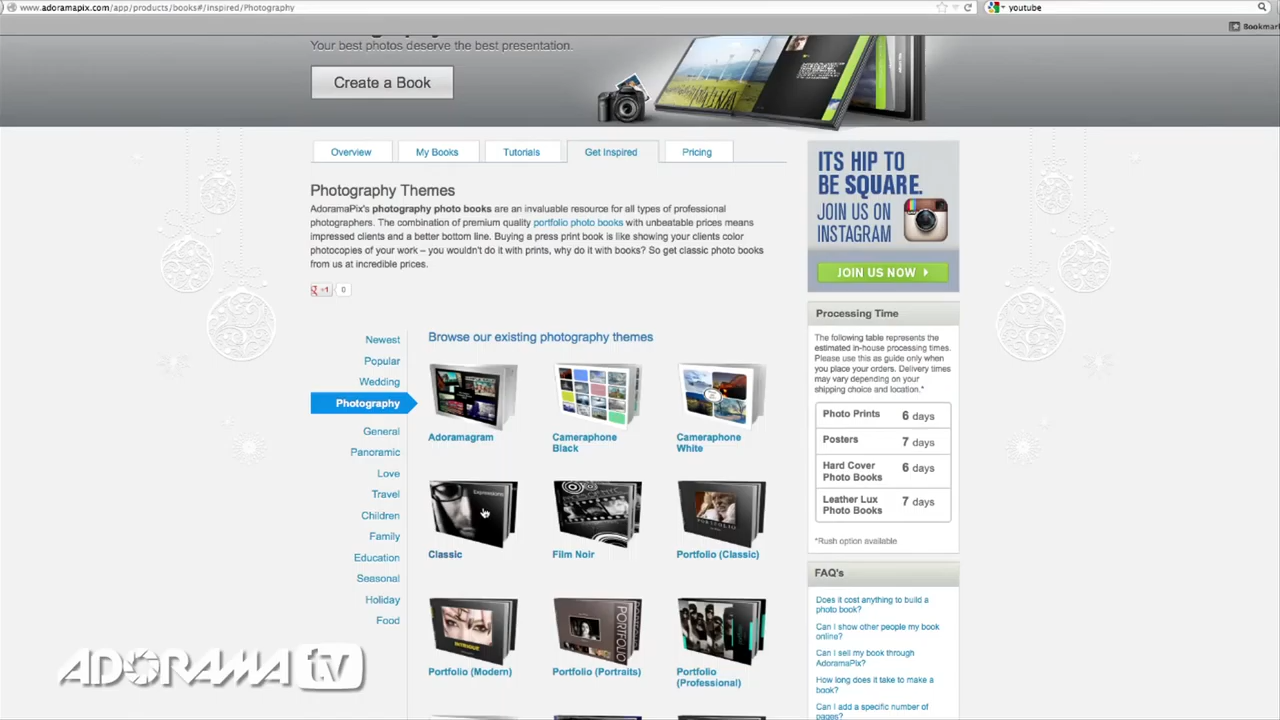 www.adoramapix.com/app/products/books#/inspired/Photography
youtube
Bookmar
Your best photos deserve the best presentation.
Create a Book
Overview
My Books
Tutorials
Get Inspired
Pricing
Photography Themes
AdoramaPix's photography photo books are an invaluable resource for all types of professional
photographers. The combination of premium quality portfolio photo books with unbeatable prices means
impressed clients and a better bottom line. Buying a press print book is like showing your clients color
photocopies of your work – you wouldn't do it with prints, why do it with books? So get classic photo books
from us at incredible prices.
+1
0
Newest
Popular
Wedding
Photography
General
Panoramic
Love
Travel
Children
Family
Education
Seasonal
Holiday
Food
Browse our existing photography themes
Adoramagram
Cameraphone
Black
Cameraphone
White
Expressions
Classic
Film Noir
PORTFOLIO
Portfolio (Classic)
INTRIGUE
Portfolio (Modern)
PORTFOLIO
Portfolio (Portraits)
Portfolio
(Professional)
ITS HIP TO
BE SQUARE.
JOIN US ON
INSTAGRAM
JOIN US NOW
Processing Time
The following table represents the
estimated in-house processing times.
Please use this as guide only when
you place your orders. Delivery times
may vary depending on your
shipping choice and location.*
Photo Prints 6 days
Posters 7 days
Hard Cover
Photo Books 6 days
Leather Lux
Photo Books 7 days
*Rush option available
FAQ's
Does it cost anything to build a
photo book?
Can I show other people my book
online?
Can I sell my book through
AdoramaPix?
How long does it take to make a
book?
Can I add a specific number of
pages?
ADORAMA tv